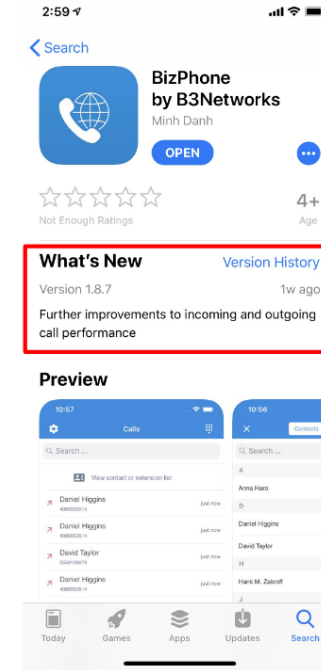 2:59
Search
BizPhone
by B3Networks
Minh Danh
OPEN
Not Enough Ratings
4+
Age
What's New
Version History
Version 1.8.7
1w ago
Further improvements to incoming and outgoing
call performance
Preview
10:57
Calls
Search ...
View contact or extension list
Daniel Higgins
just now
Daniel Higgins
just now
David Taylor
just now
Daniel Higgins
just now
10:56
Contacts
Search ...
A
Anna Haro
D
Daniel Higgins
David Taylor
H
Hank M. Zakroff
J
Today
Games
Apps
Updates
Search